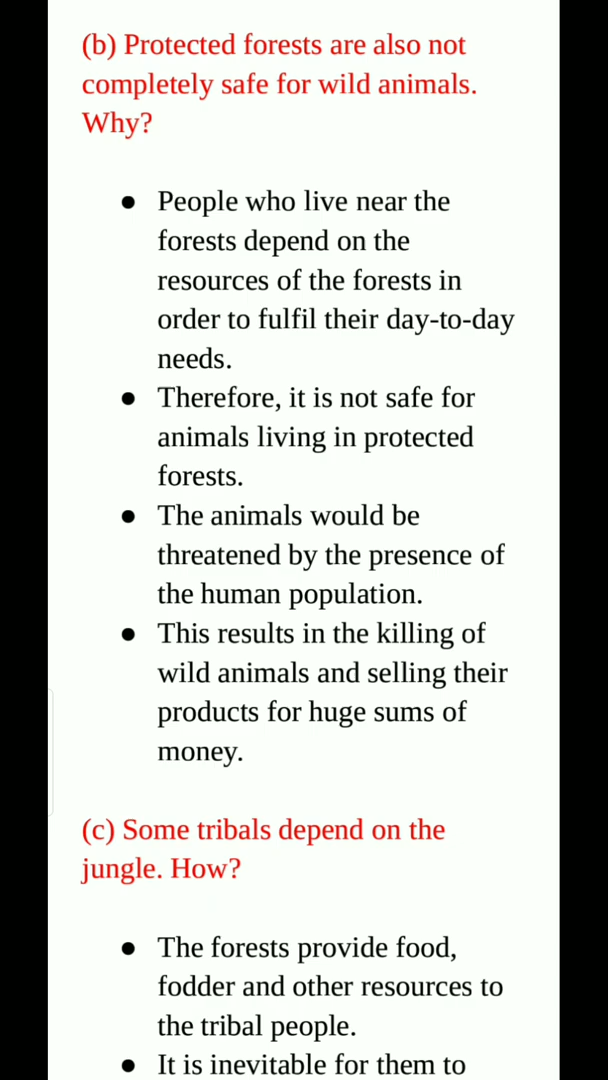 (b) Protected forests are also not
completely safe for wild animals.
Why?
● People who live near the
forests depend on the
resources of the forests in
order to fulfil their day-to-day
needs.
● Therefore, it is not safe for
animals living in protected
forests.
● The animals would be
threatened by the presence of
the human population.
● This results in the killing of
wild animals and selling their
products for huge sums of
money.
(c) Some tribals depend on the
jungle. How?
● The forests provide food,
fodder and other resources to
the tribal people.
● It is inevitable for them to